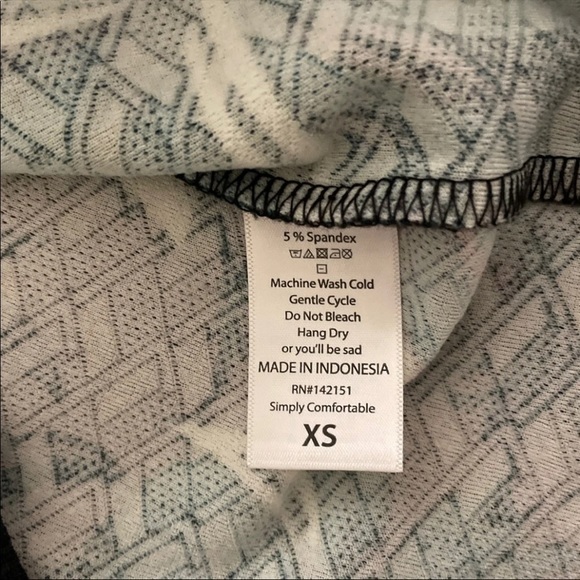 5 % Spandex
Machine Wash Cold
Gentle Cycle
Do Not Bleach
Hang Dry
or you'll be sad
MADE IN INDONESIA
RN#142151
Simply Comfortable
XS